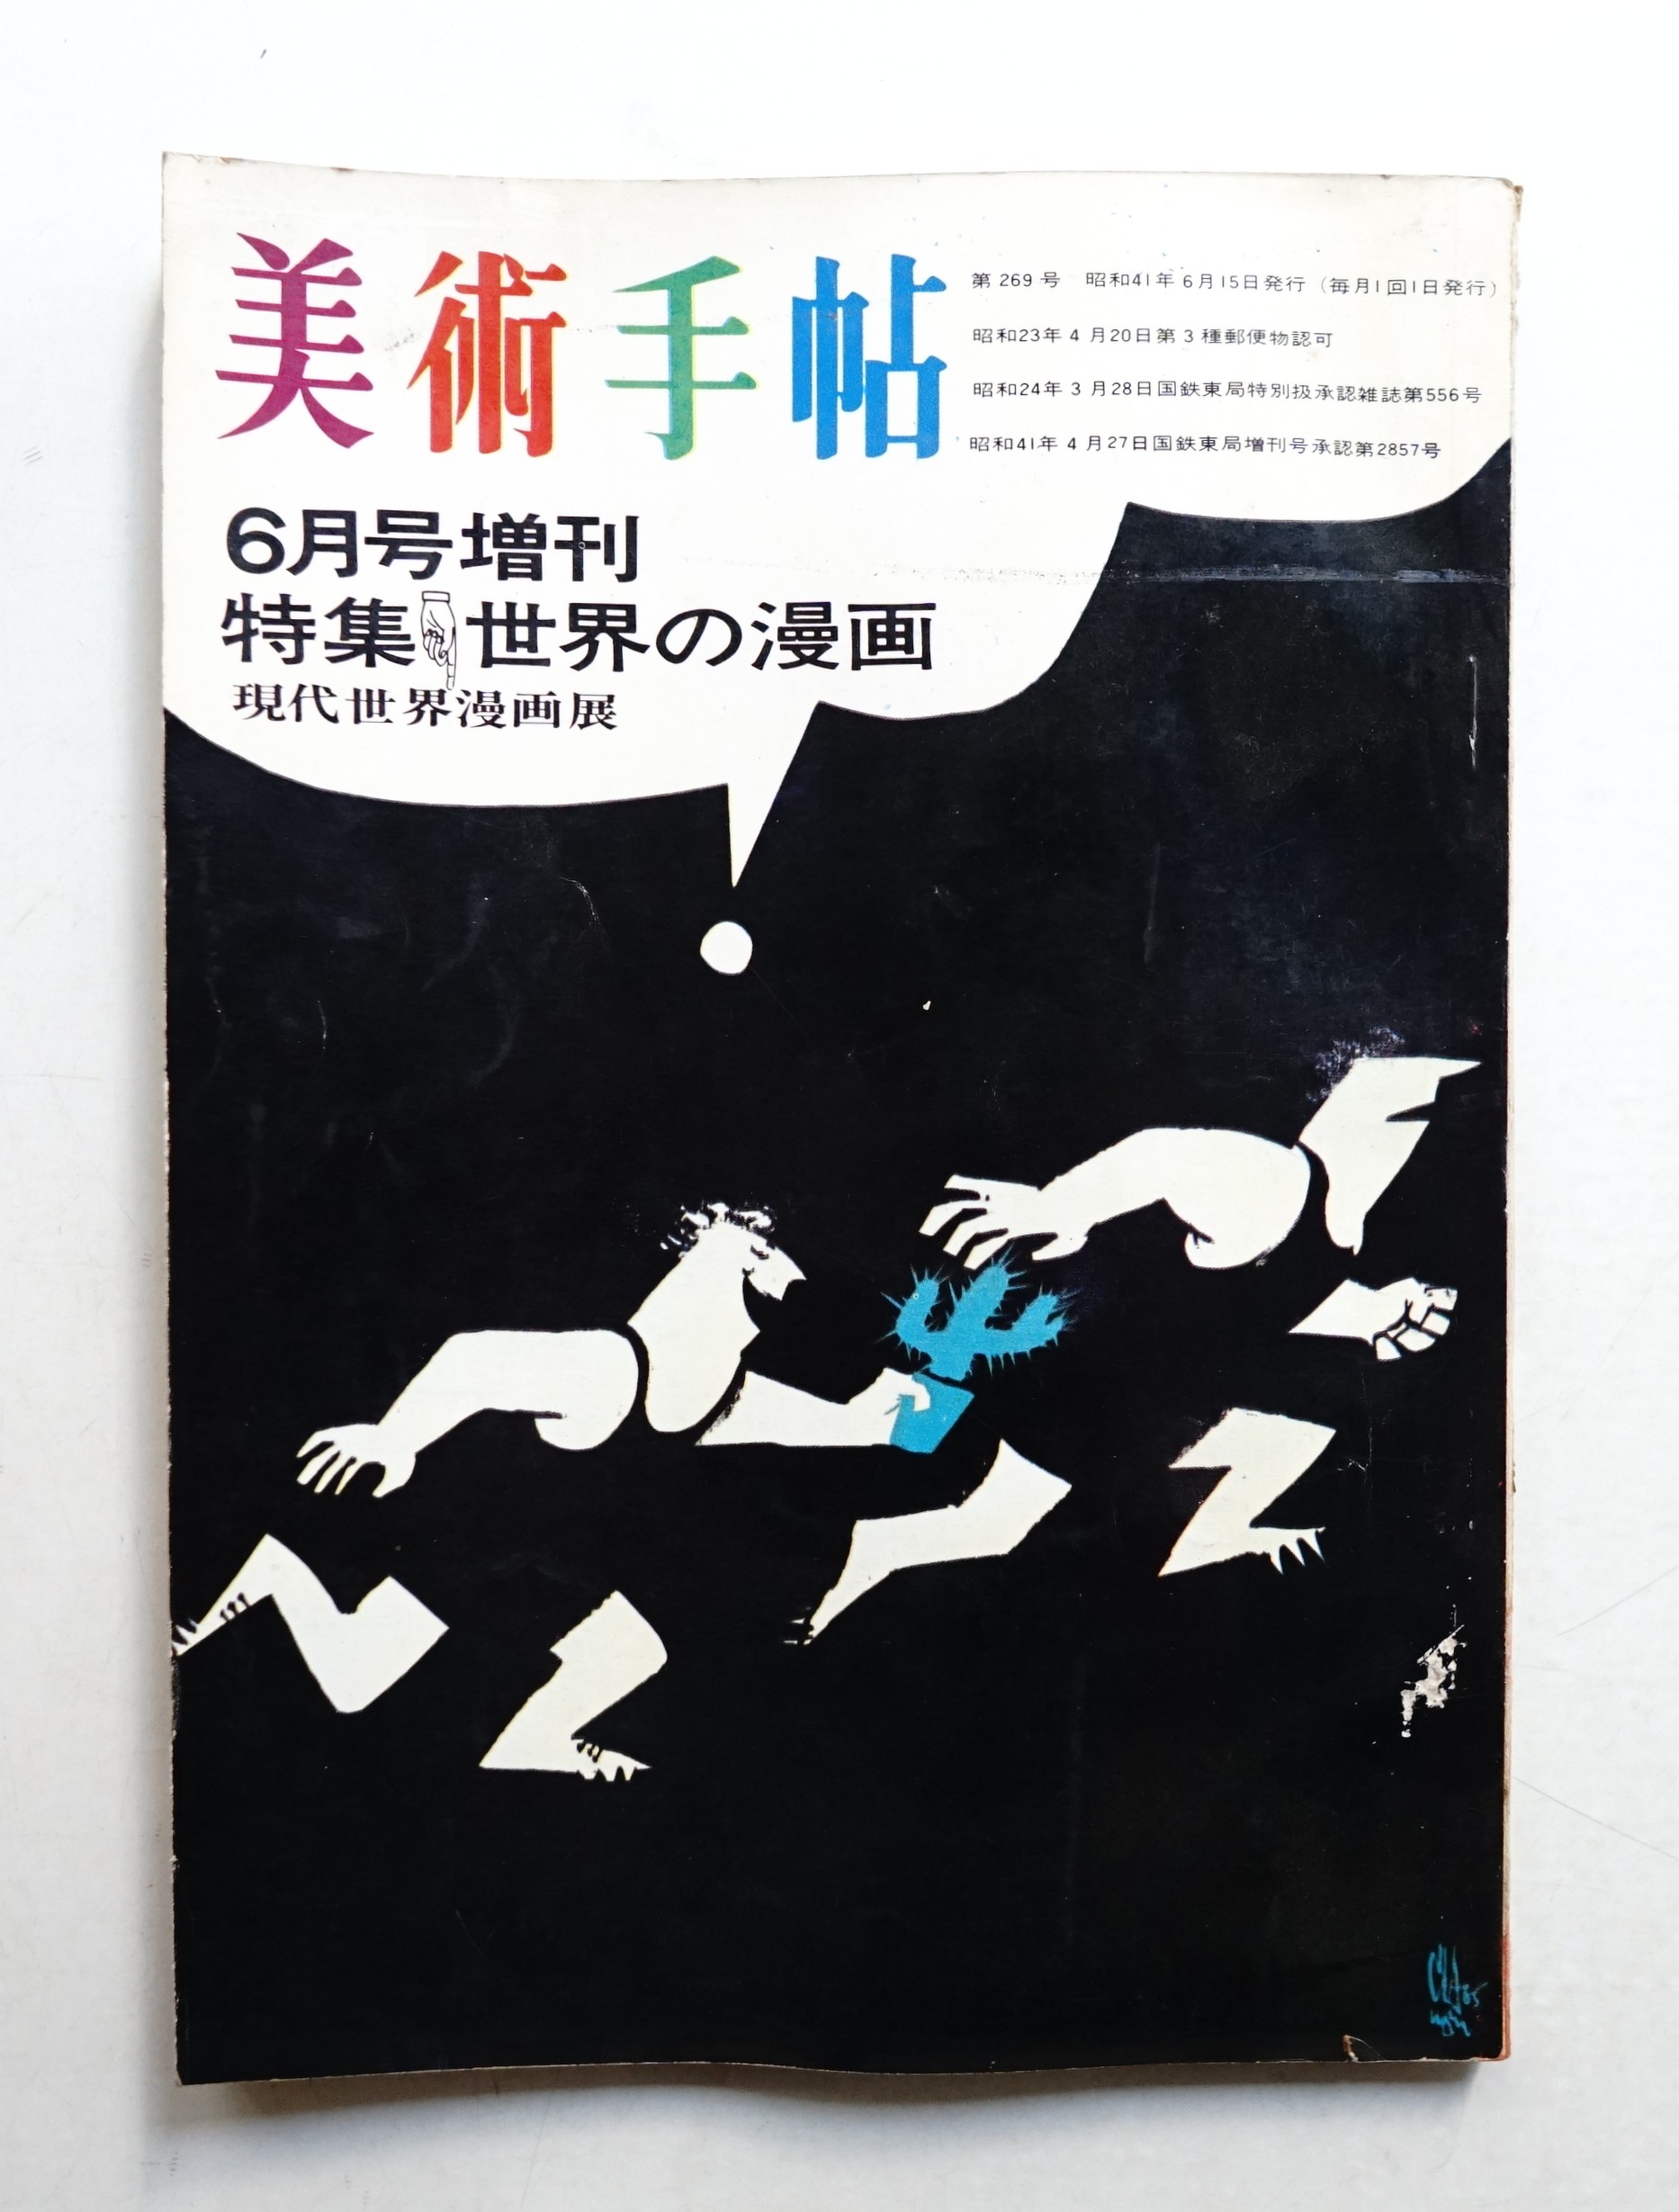 美術手帖
第269号 昭和41年6月15日発行（毎月1回1日発行）
昭和23年4月20日第3種郵便物認可
昭和24年3月28日国鉄東局特別扱承認雑誌第556号
昭和41年4月27日国鉄東局増刊号承認第2857号
6月号増刊
特集 世界の漫画
現代世界漫画展